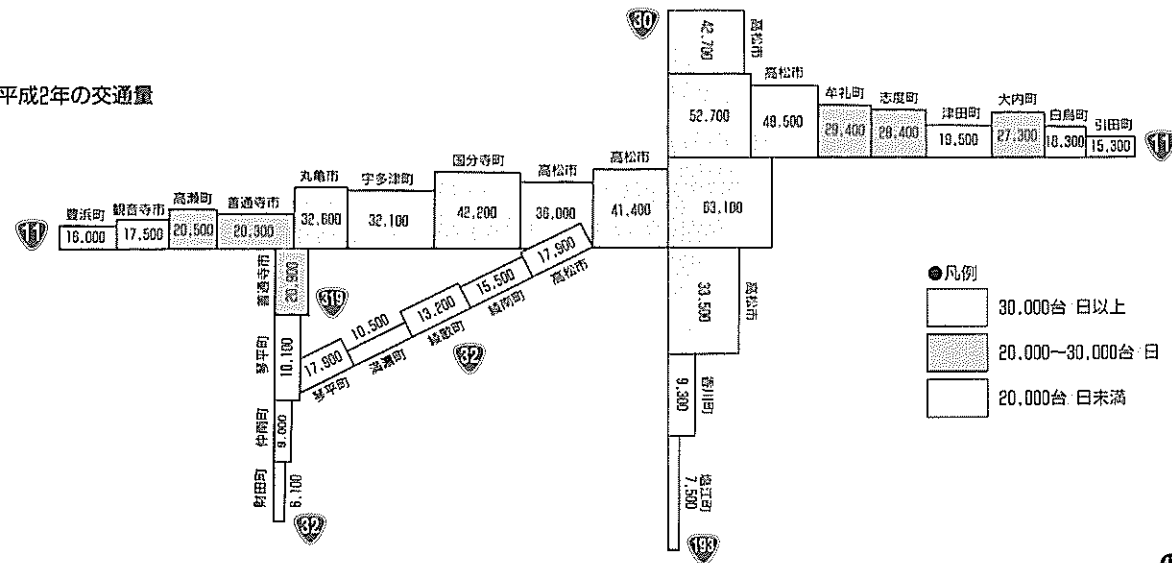 平成2年の交通量
30
42,700
高松市
52,700
高松市
49,500
牟礼町
29,400
志度町
28,400
津田町
19,500
大内町
27,300
白鳥町
18,300
引田町
15,300
11
11
豊浜町
16,000
観音寺市
17,500
高瀬町
20,500
善通寺市
20,300
丸亀市
32,600
宇多津町
32,100
国分寺町
42,200
高松市
36,000
高松市
41,400
63,100
善通寺市
20,900
319
琴平町
10,100
仲南町
9,000
財田町
6,100
32
17,900
琴平町
10,500
満濃町
13,200
綾歌町
15,500
綾南町
17,900
高松市
32
33,500
高松市
9,300
香川町
7,500
塩江町
193
●凡例
30,000台 日以上
20,000〜30,000台 日
20,000台 日未満